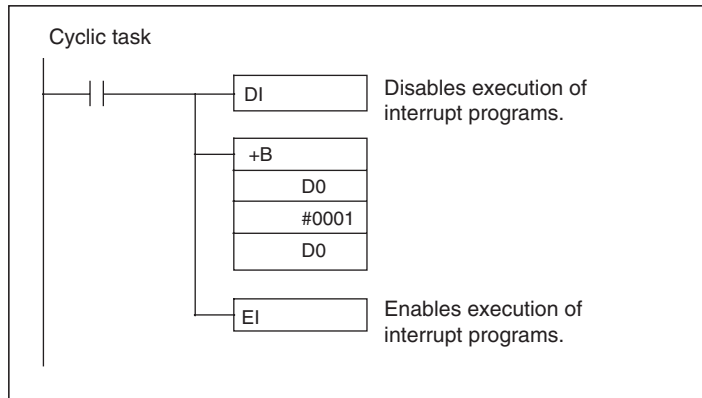 Cyclic task
DI
Disables execution of
interrupt programs.
+B
D0
#0001
D0
EI
Enables execution of
interrupt programs.